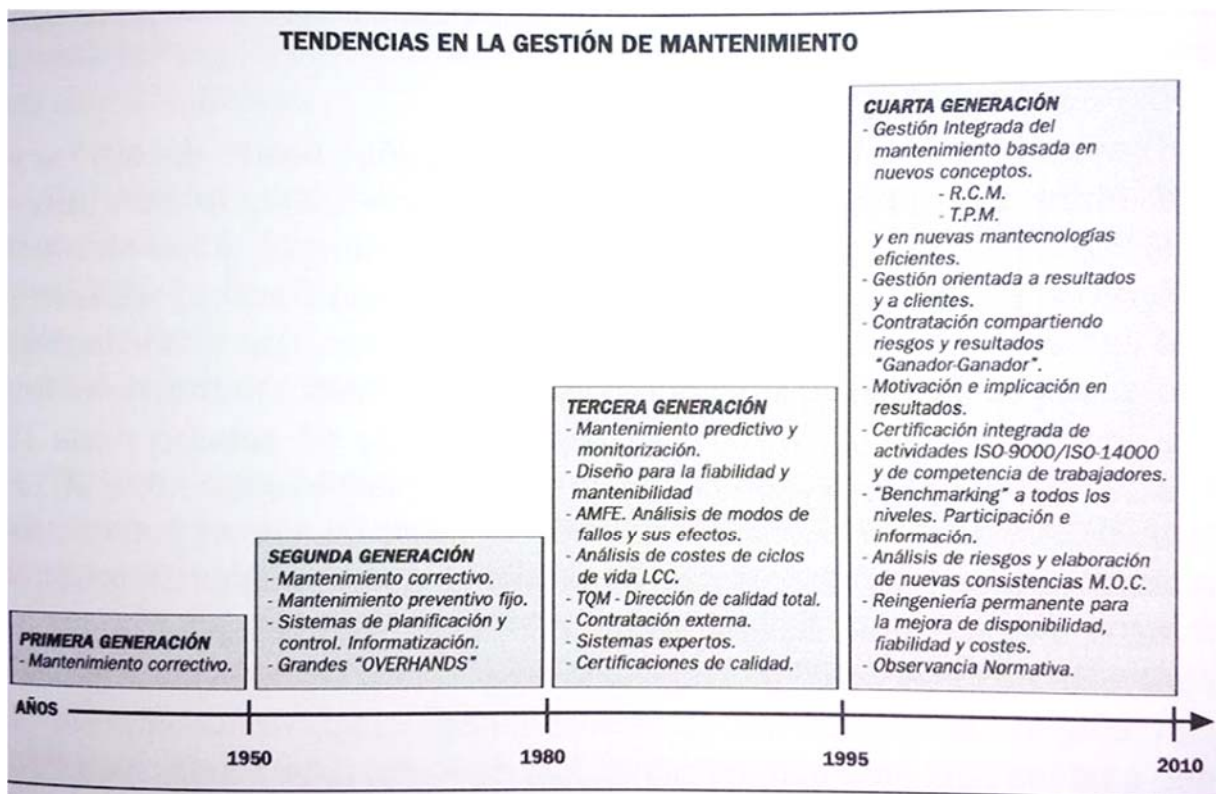 TENDENCIAS EN LA GESTIÓN DE MANTENIMIENTO
PRIMERA GENERACIÓN
- Mantenimiento correctivo.
SEGUNDA GENERACIÓN
- Mantenimiento correctivo.
- Mantenimiento preventivo fijo.
- Sistemas de planificación y
control. Informatización.
- Grandes "OVERHANDS"
TERCERA GENERACIÓN
- Mantenimiento predictivo y
monitorización.
- Diseño para la fiabilidad y
mantenibilidad
- AMFE. Análisis de modos de
fallos y sus efectos.
- Análisis de costes de ciclos
de vida LCC.
- TQM - Dirección de calidad total.
- Contratación externa.
- Sistemas expertos.
- Certificaciones de calidad.
CUARTA GENERACIÓN
- Gestión Integrada del
mantenimiento basada en
nuevos conceptos.
- R.C.M.
- T.P.M.
y en nuevas mantecnologías
eficientes.
- Gestión orientada a resultados
y a clientes.
- Contratación compartiendo
riesgos y resultados
"Ganador-Ganador".
- Motivación e implicación en
resultados.
- Certificación integrada de
actividades ISO-9000/ISO-14000
y de competencia de trabajadores.
- "Benchmarking" a todos los
niveles. Participación e
información.
- Análisis de riesgos y elaboración
de nuevas consistencias M.O.C.
- Reingeniería permanente para
la mejora de disponibilidad,
fiabilidad y costes.
- Observancia Normativa.
AÑOS
1950 1980 1995 2010